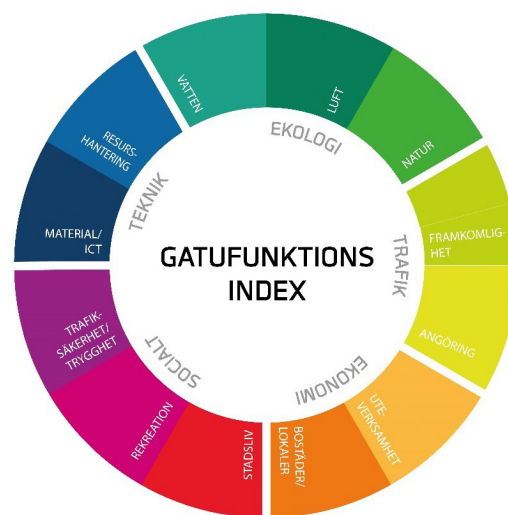 GATUFUNKTIONS
INDEX
EKOLOGI
VATTEN
LUFT
NATUR
TRAFIK
FRAMKOMLIG-
HET
ANGÖRING
EKONOMI
UTE-
VERKSAMHET
BOSTÄDER/
LOKALER
SOCIALT
STADSLIV
REKREATION
TRAFIK-
SÄKERHET/
TRYGGHET
TEKNIK
MATERIAL/
ICT
RESURS-
HANTERING